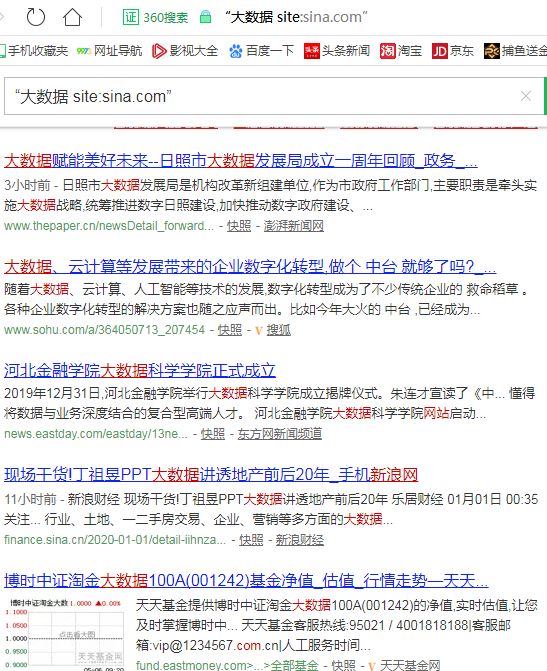 证 360搜索 “大数据 site:sina.com”
手机收藏夹 网址导航 影视大全 百度一下 头条 头条新闻 淘 淘宝 JD 京东 捕鱼送金
“大数据 site:sina.com”
大数据赋能美好未来--日照市大数据发展局成立一周年回顾_政务_...
3小时前 - 日照市大数据发展局是机构改革新组建单位,作为市政府工作部门,主要职责是牵头实
施大数据战略,统筹推进数字日照建设,加快推动数字政府建设、...
www.thepaper.cn/newsDetail_forward... - 快照 - 澎湃新闻网
大数据、云计算等发展带来的企业数字化转型,做个 中台 就够了吗?_...
随着大数据、云计算、人工智能等技术的发展,数字化转型成为了不少传统企业的 救命稻草 。
各种企业数字化转型的解决方案也随之应声而出。比如今年大火的 中台 ,已经成为...
www.sohu.com/a/364050713_207454 - 快照 - V 搜狐
河北金融学院大数据科学学院正式成立
2019年12月31日,河北金融学院举行大数据科学学院成立揭牌仪式。朱连才宣读了《中... 懂得
将数据与业务深度结合的复合型高端人才。 河北金融学院大数据科学学院网站启动...
news.eastday.com/eastday/13ne... - 快照 - 东方网新闻频道
现场干货!丁祖昱PPT大数据讲透地产前后20年_手机新浪网
11小时前 - 新浪财经 现场干货!丁祖昱PPT大数据讲透地产前后20年 乐居财经 01月01日 00:35
关注... 行业、土地、一二手房交易、企业、营销等多方面的大数据...
finance.sina.cn/2020-01-01/detail-iihnza... - 快照 - 新浪财经
博时中证淘金大数据100A(001242)基金净值_估值_行情走势—天天...
博时中证淘金大数 1.0000 ▲0.00%
1.1000
1.0500
1.0000
0.9500
0.9000
点击看大图
天天基金网
05-06 09:20
天天基金提供博时中证淘金大数据100A(001242)的净值,实时估值,让您
及时掌握博时中... 天天基金客服热线:95021 / 4001818188|客服邮
箱:vip@1234567.com.cn|人工服务时间...
fund.eastmoney.com>...>全部基金 - 快照 - V 天天基金网